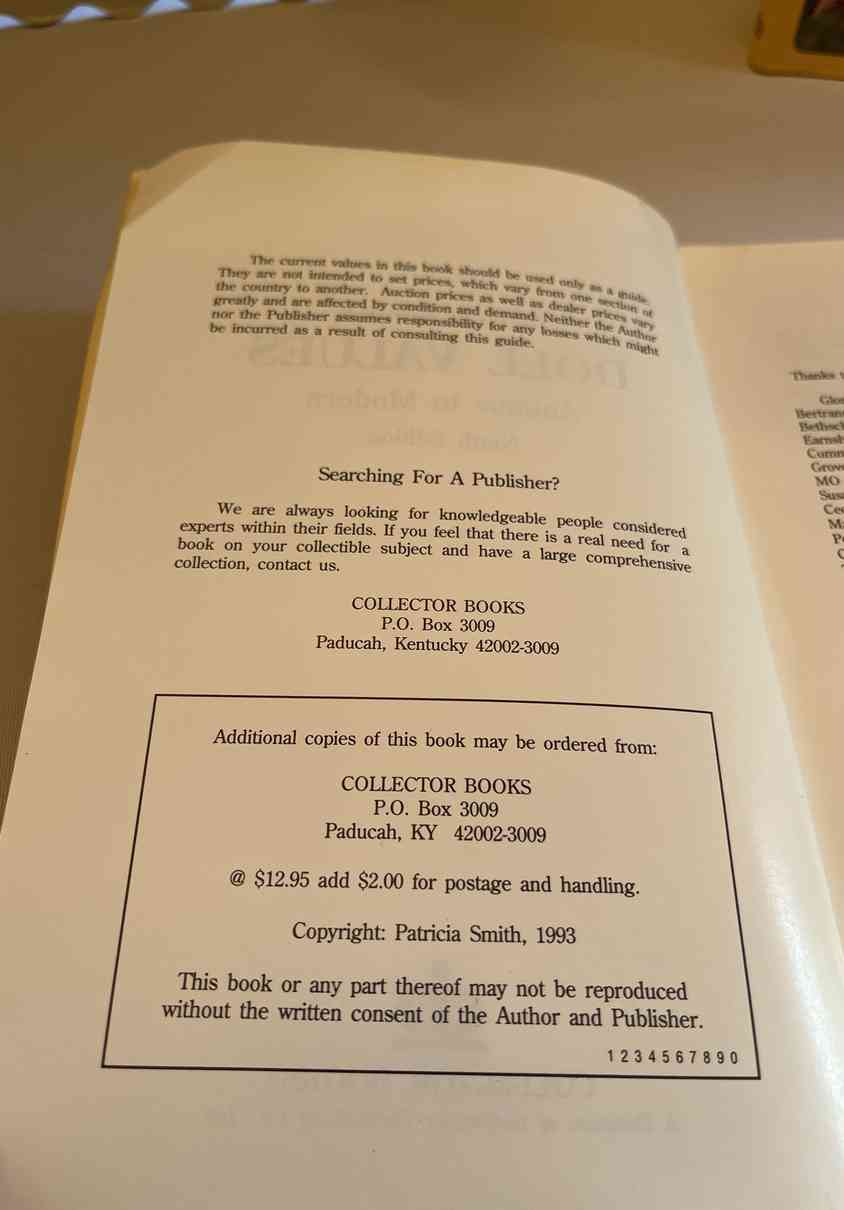 The current values in this book should be used only as a guide.
They are not intended to set prices, which vary from one section of
the country to another. Auction prices as well as dealer prices vary
greatly and are affected by condition and demand. Neither the Author
nor the Publisher assumes responsibility for any losses which might
be incurred as a result of consulting this guide.
Searching For A Publisher?
We are always looking for knowledgeable people considered
experts within their fields. If you feel that there is a real need for a
book on your collectible subject and have a large comprehensive
collection, contact us.
COLLECTOR BOOKS
P.O. Box 3009
Paducah, Kentucky 42002-3009
Additional copies of this book may be ordered from:
COLLECTOR BOOKS
P.O. Box 3009
Paducah, KY 42002-3009
@ $12.95 add $2.00 for postage and handling.
Copyright: Patricia Smith, 1993
This book or any part thereof may not be reproduced
without the written consent of the Author and Publisher.
1 2 3 4 5 6 7 8 9 0
Thanks
MO